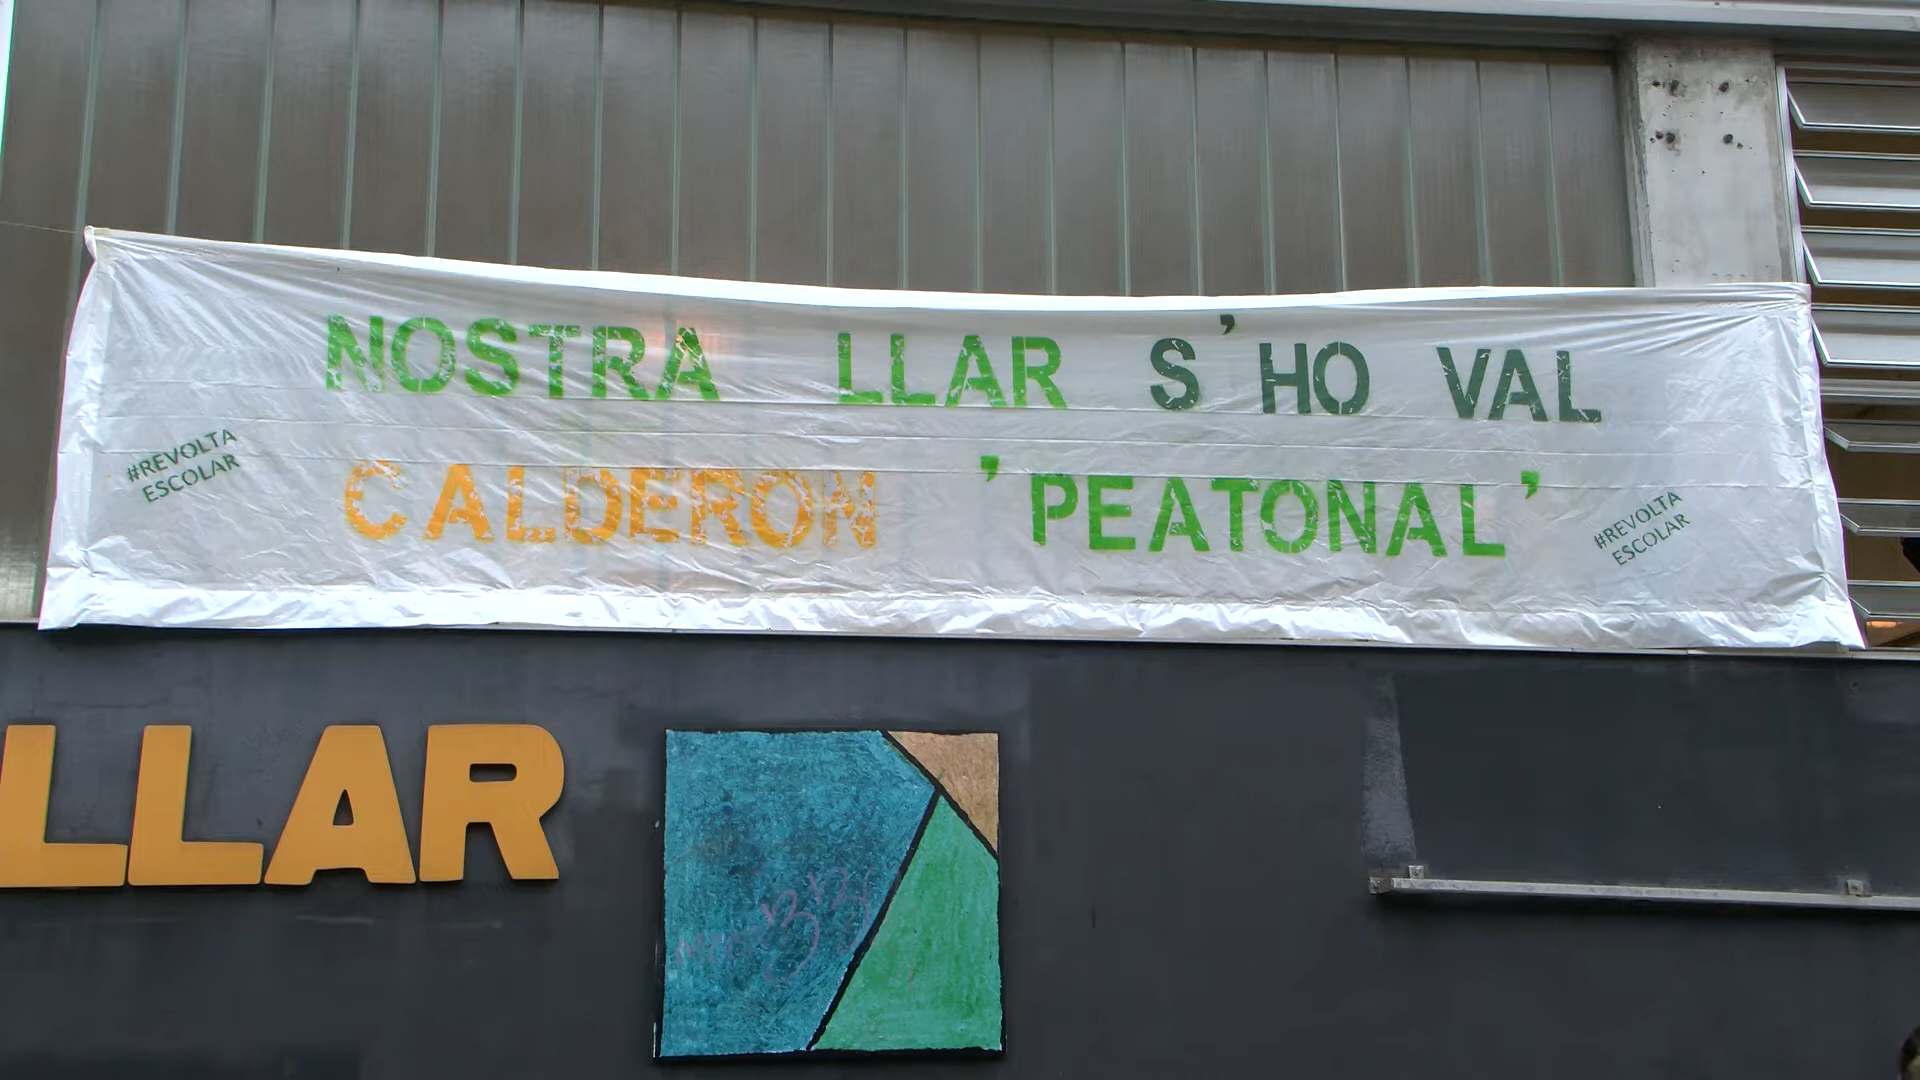 NOSTRA LLAR S'HO VAL
CALDERON 'PEATONAL'
#REVOLTA
ESCOLAR
#REVOLTA
ESCOLAR
LLAR